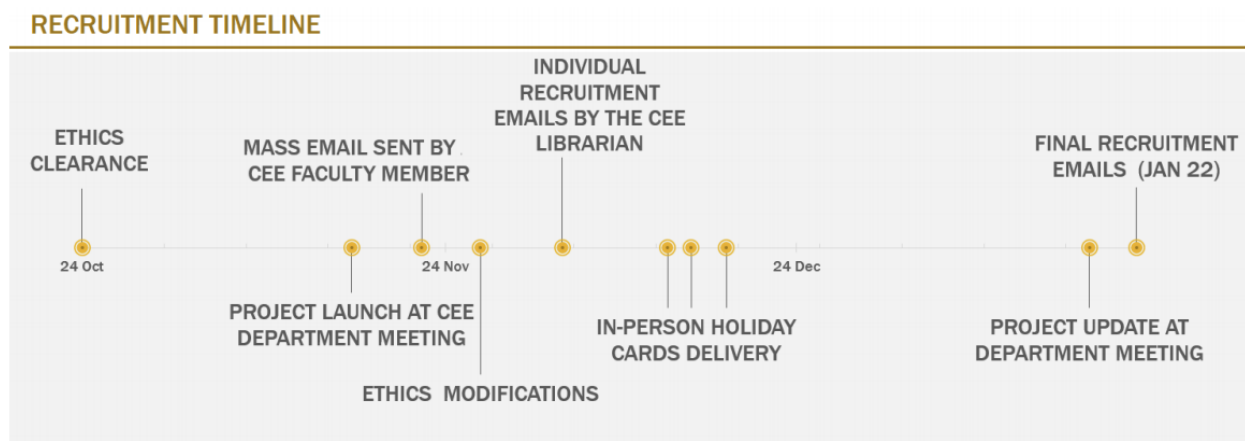 RECRUITMENT TIMELINE
ETHICS
CLEARANCE
MASS EMAIL SENT BY
CEE FACULTY MEMBER
INDIVIDUAL
RECRUITMENT
EMAILS BY THE CEE
LIBRARIAN
FINAL RECRUITMENT
EMAILS (JAN 22)
24 Oct
24 Nov
24 Dec
PROJECT LAUNCH AT CEE
DEPARTMENT MEETING
ETHICS MODIFICATIONS
IN-PERSON HOLIDAY
CARDS DELIVERY
PROJECT UPDATE AT
DEPARTMENT MEETING